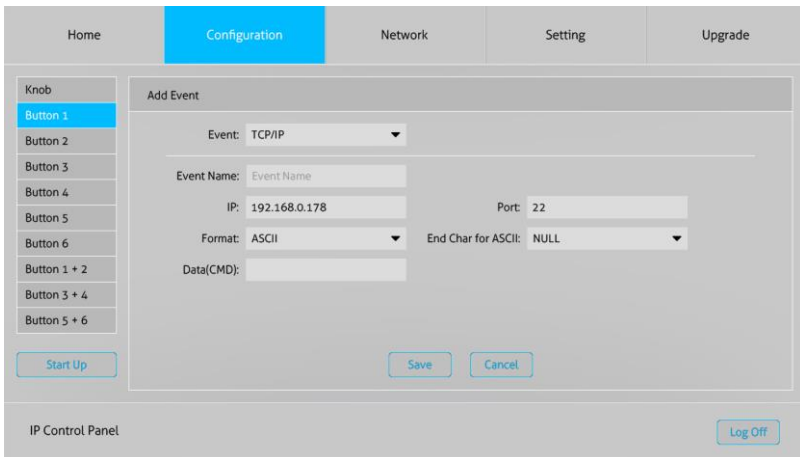 Home Configuration Network Setting Upgrade
Knob
Button 1
Button 2
Button 3
Button 4
Button 5
Button 6
Button 1 + 2
Button 3 + 4
Button 5 + 6
Start Up
Add Event
Event: TCP/IP
Event Name: Event Name
IP: 192.168.0.178 Port: 22
Format: ASCII End Char for ASCII: NULL
Data(CMD):
Save Cancel
IP Control Panel Log Off